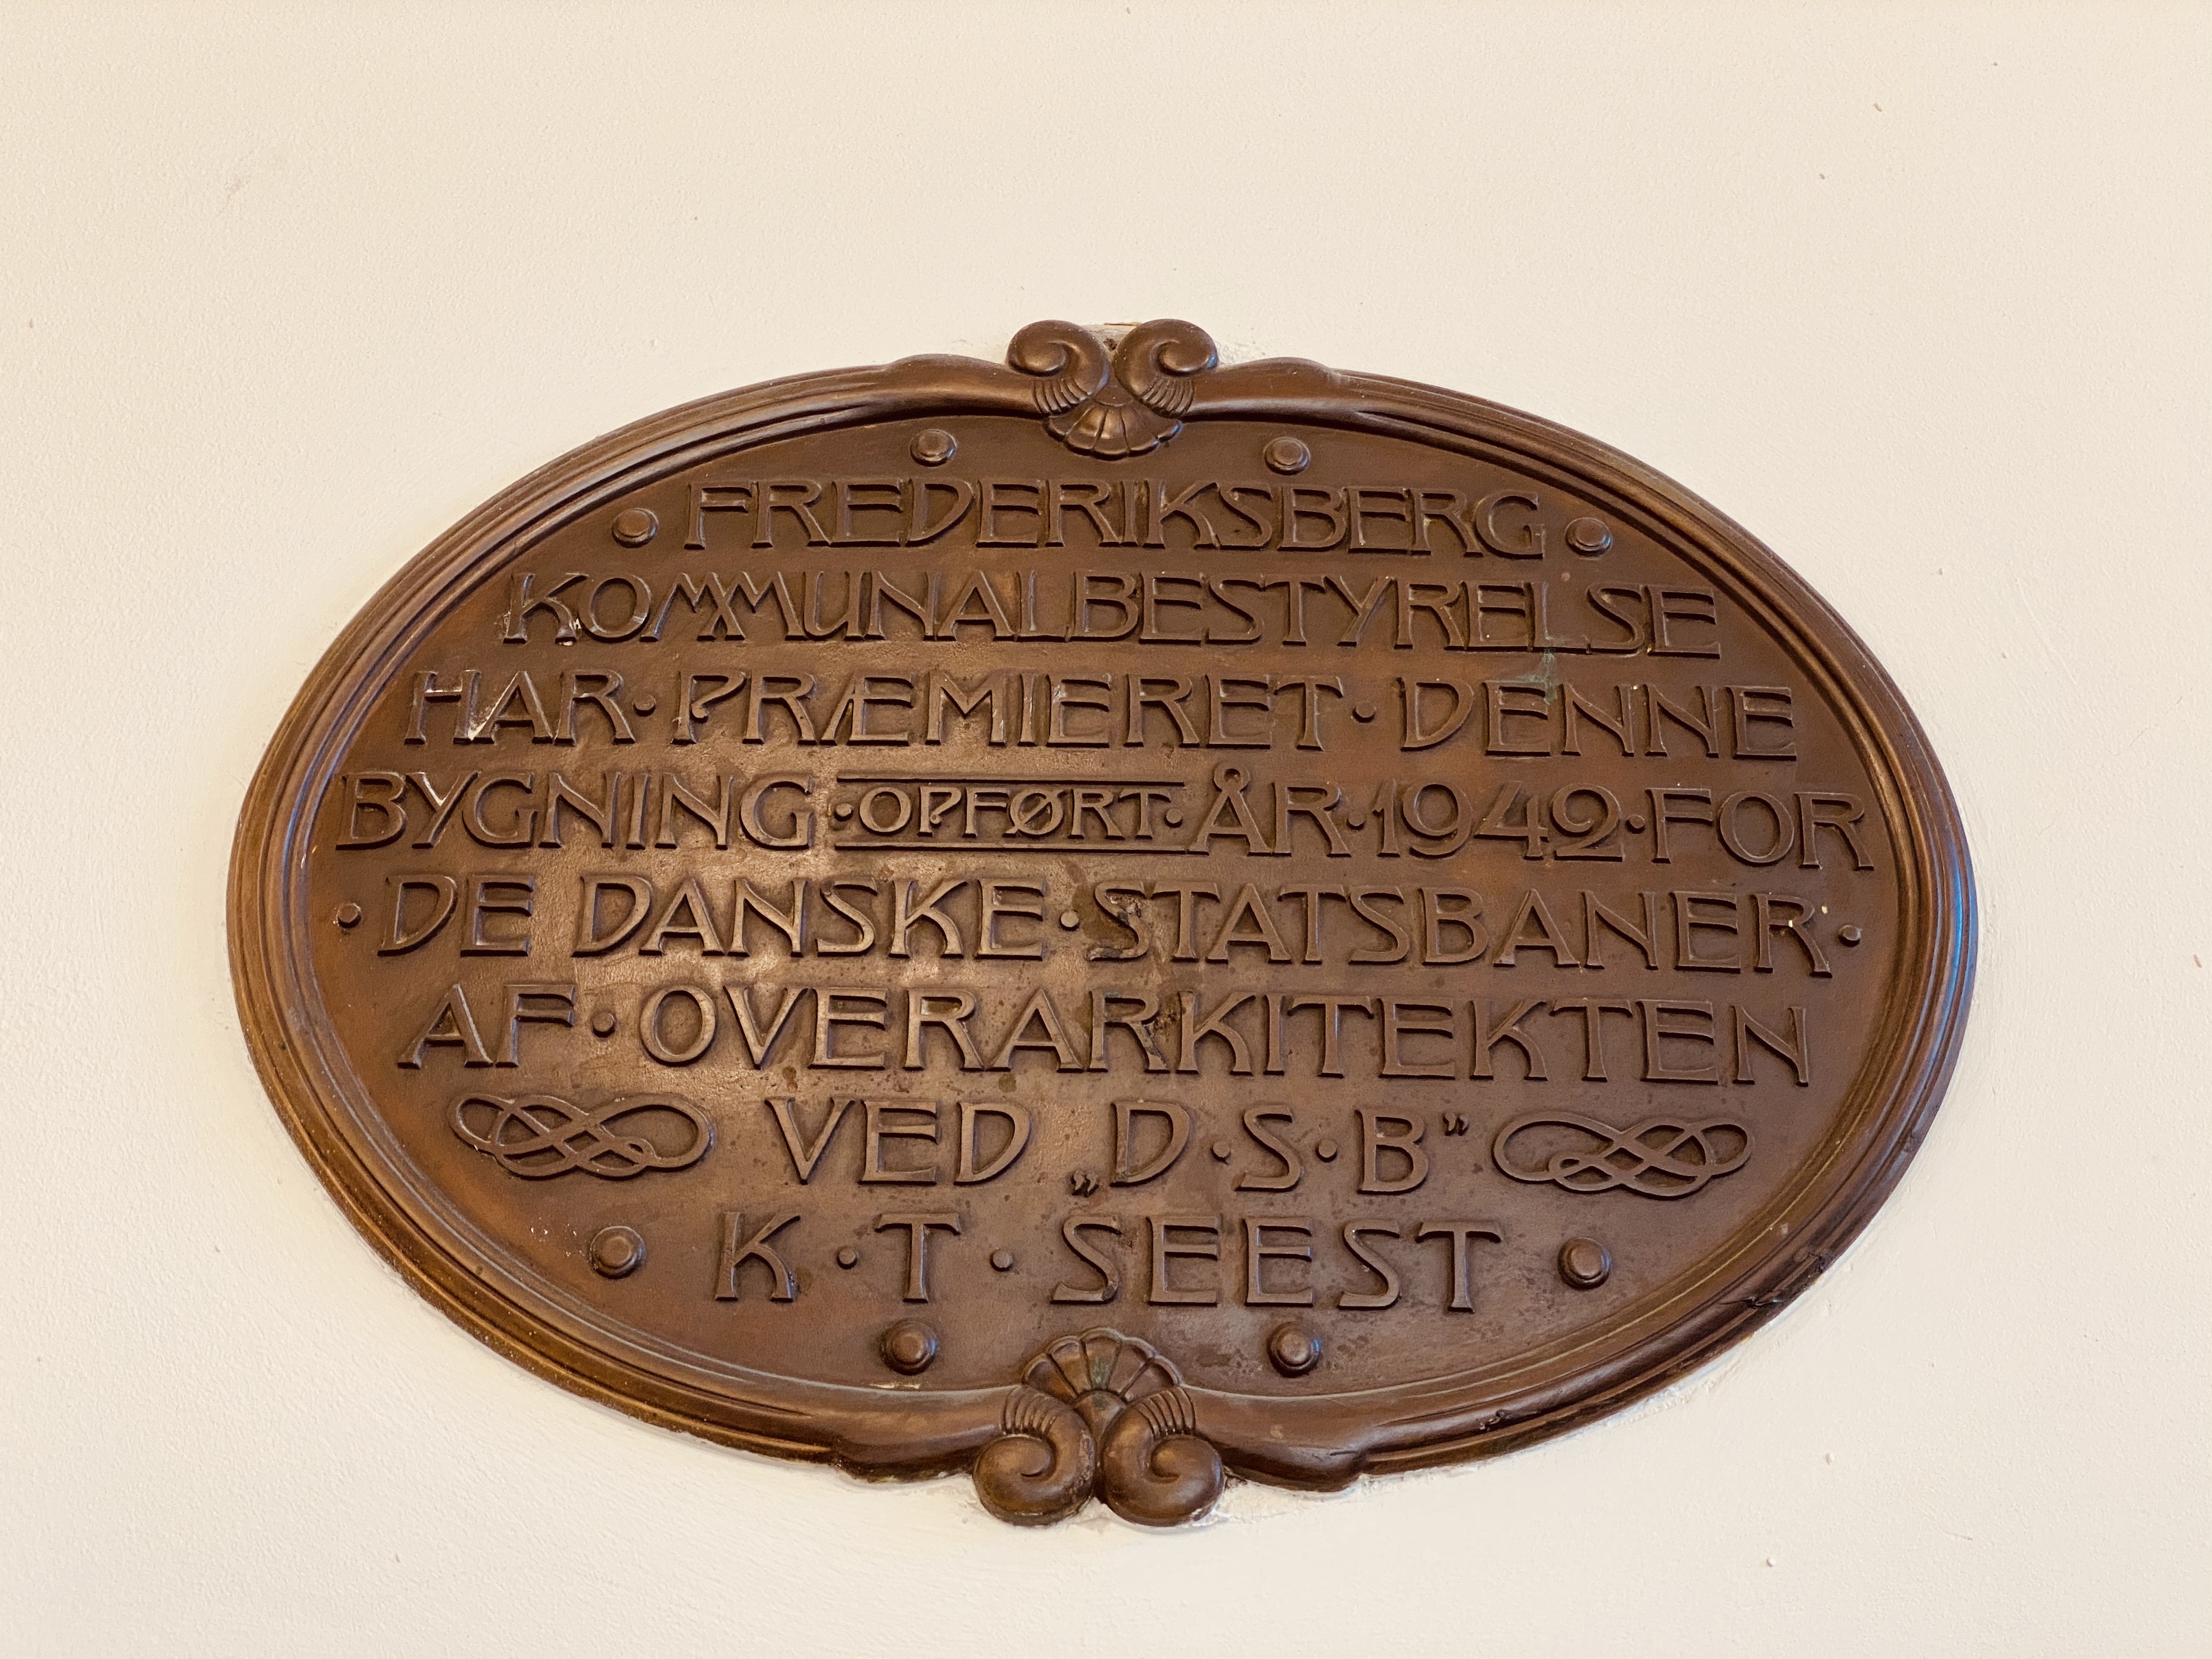 FREDERIKSBERG
KOMMUNALBESTYRELSE
HAR · PRÆMIERET · DENNE
BYGNING · OPFØRT · ÅR · 1942 · FOR
· DE DANSKE · STATSBANER ·
AF · OVERARKITEKTEN
VED „D · S · B”
K · T · SEEST